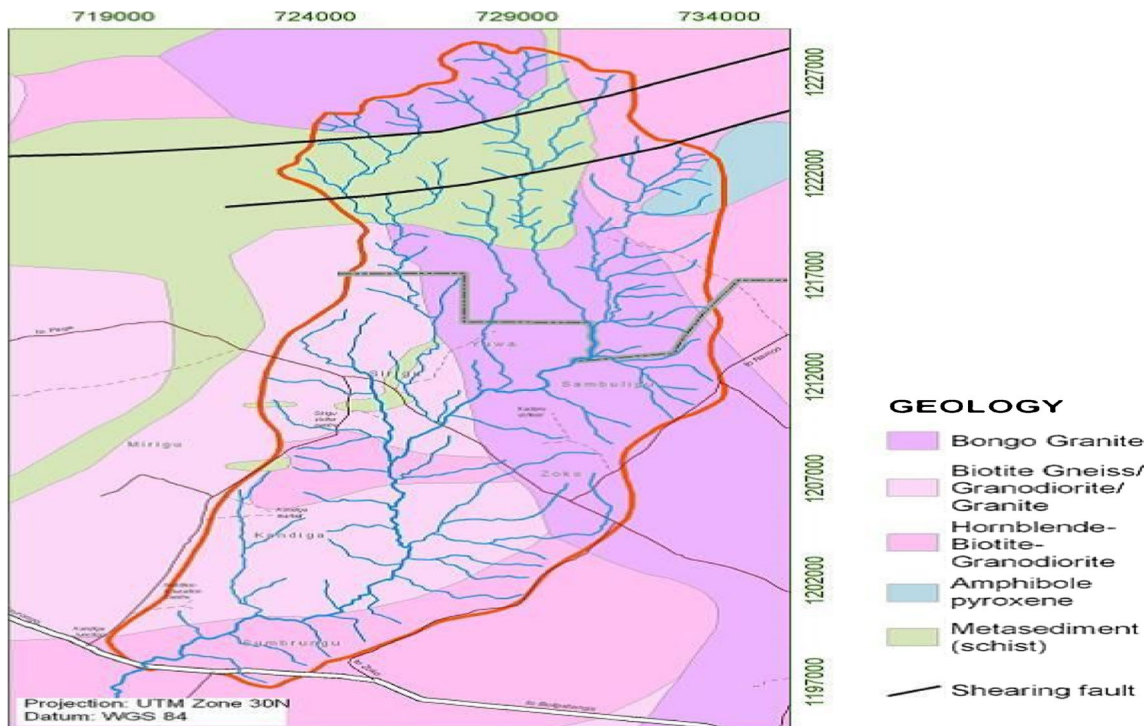 719000 724000 729000 734000
1227000
1222000
1217000
1212000
1207000
1202000
1197000
Yuwa
Sirigu
Sambuligu
Mirigu
Zoko
Kandiga
Sumbrungu
Projection: UTM Zone 30N
Datum: WGS 84
GEOLOGY
Bongo Granite
Biotite Gneiss/
Granodiorite/
Granite
Hornblende-
Biotite-
Granodiorite
Amphibole
pyroxene
Metasediment
(schist)
Shearing fault